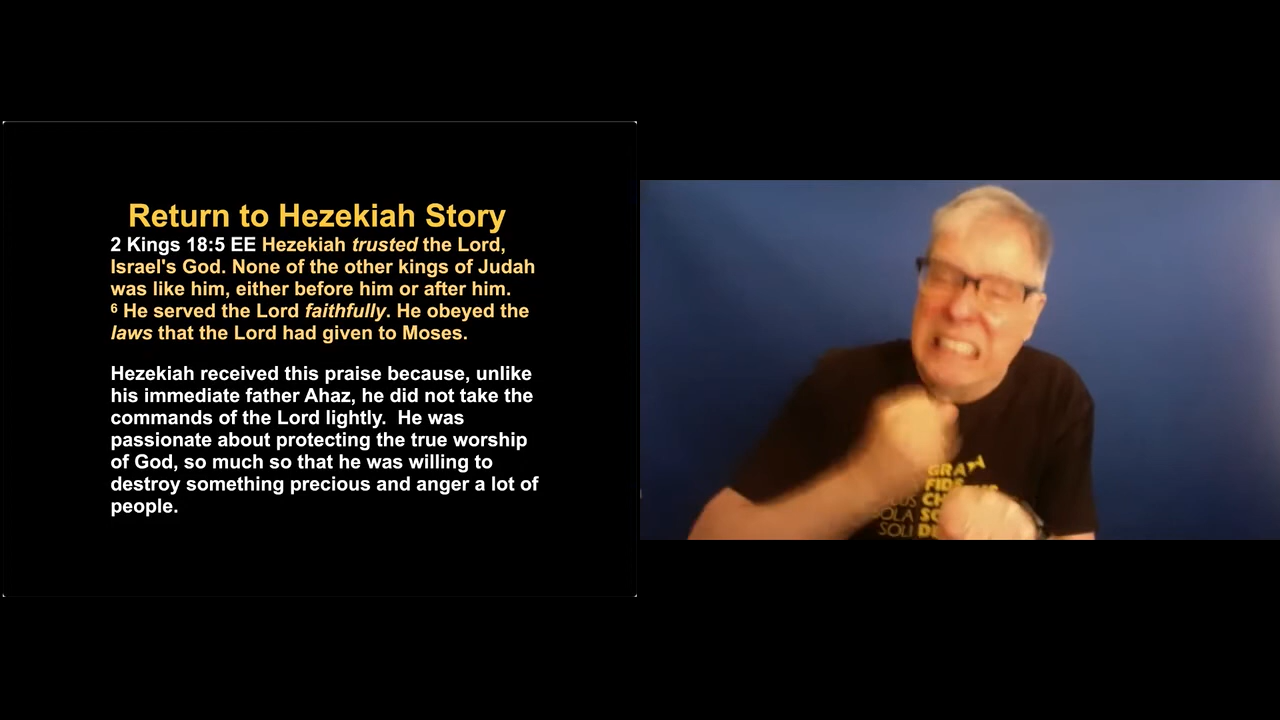 Return to Hezekiah Story
2 Kings 18:5 EE Hezekiah trusted the Lord,
Israel's God. None of the other kings of Judah
was like him, either before him or after him.
⁶ He served the Lord faithfully. He obeyed the
laws that the Lord had given to Moses.
Hezekiah received this praise because, unlike
his immediate father Ahaz, he did not take the
commands of the Lord lightly.  He was
passionate about protecting the true worship
of God, so much so that he was willing to
destroy something precious and anger a lot of
people.
SOLI